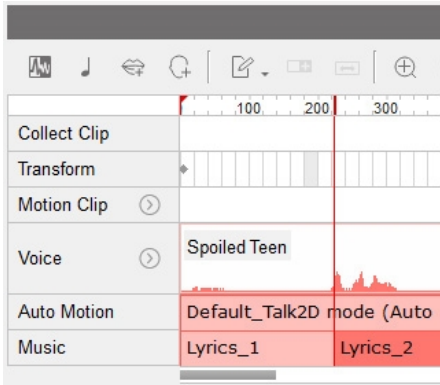 100 200 300
Collect Clip
Transform
Motion Clip
Voice Spoiled Teen
Auto Motion Default_Talk2D mode (Auto
Music Lyrics_1 Lyrics_2